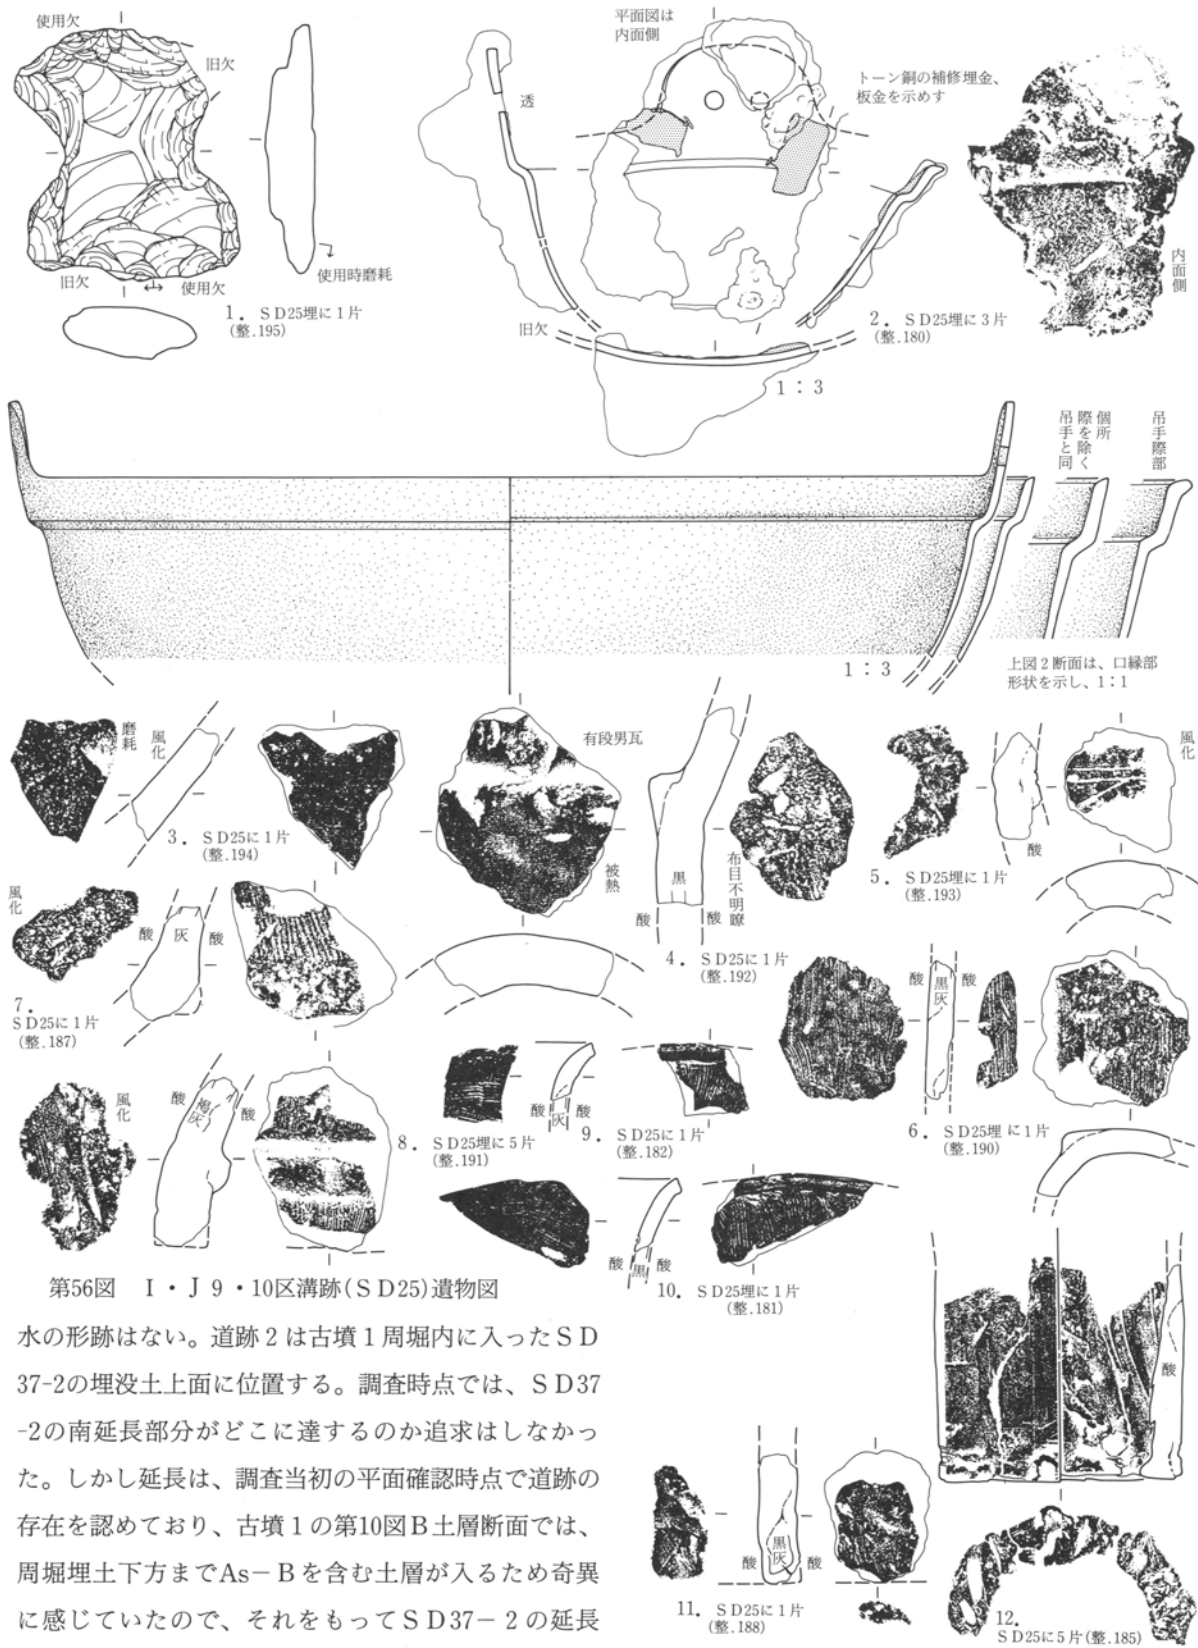 使用欠
旧欠
旧欠
使用欠
使用時磨耗
1. SD25埋に1片
(整.195)
平面図は
内面側
透
トーン銅の補修埋金、
板金を示めす
旧欠
2. SD25埋に3片
(整.180)
内面側
1：3
吊手と同
際を除く
個所
吊手際部
1：3
上図2断面は、口縁部
形状を示し、1：1
磨耗
風化
3. SD25に1片
(整.194)
有段男瓦
被熱
黒
酸
酸
布目不明瞭
4. SD25に1片
(整.192)
風化
酸
5. SD25埋に1片
(整.193)
風化
酸
灰
酸
7.
SD25に1片
(整.187)
酸
黒灰
酸
6. SD25埋に1片
(整.190)
風化
酸
褐灰
酸
8. SD25埋に5片
(整.191)
酸
灰
酸
9. SD25に1片
(整.182)
酸
黒
酸
10. SD25埋に1片
(整.181)
酸
黒灰
酸
11. SD25に1片
(整.188)
酸
12.
SD25に5片(整.185)
第56図　I・J9・10区溝跡(SD25)遺物図
水の形跡はない。道跡2は古墳1周堀内に入ったSD
37-2の埋没土上面に位置する。調査時点では、SD37
-2の南延長部分がどこに達するのか追求はしなかっ
た。しかし延長は、調査当初の平面確認時点で道跡の
存在を認めており、古墳1の第10図B土層断面では、
周堀埋土下方までAs－Bを含む土層が入るため奇異
に感じていたので、それをもってSD37－2の延長